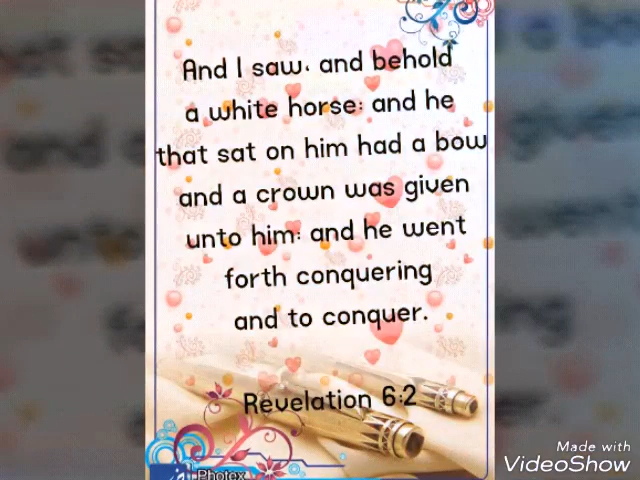 And I saw, and behold
a white horse: and he
that sat on him had a bow
and a crown was given
unto him: and he went
forth conquering
and to conquer.
Revelation 6:2
Photex
Made with
VideoShow